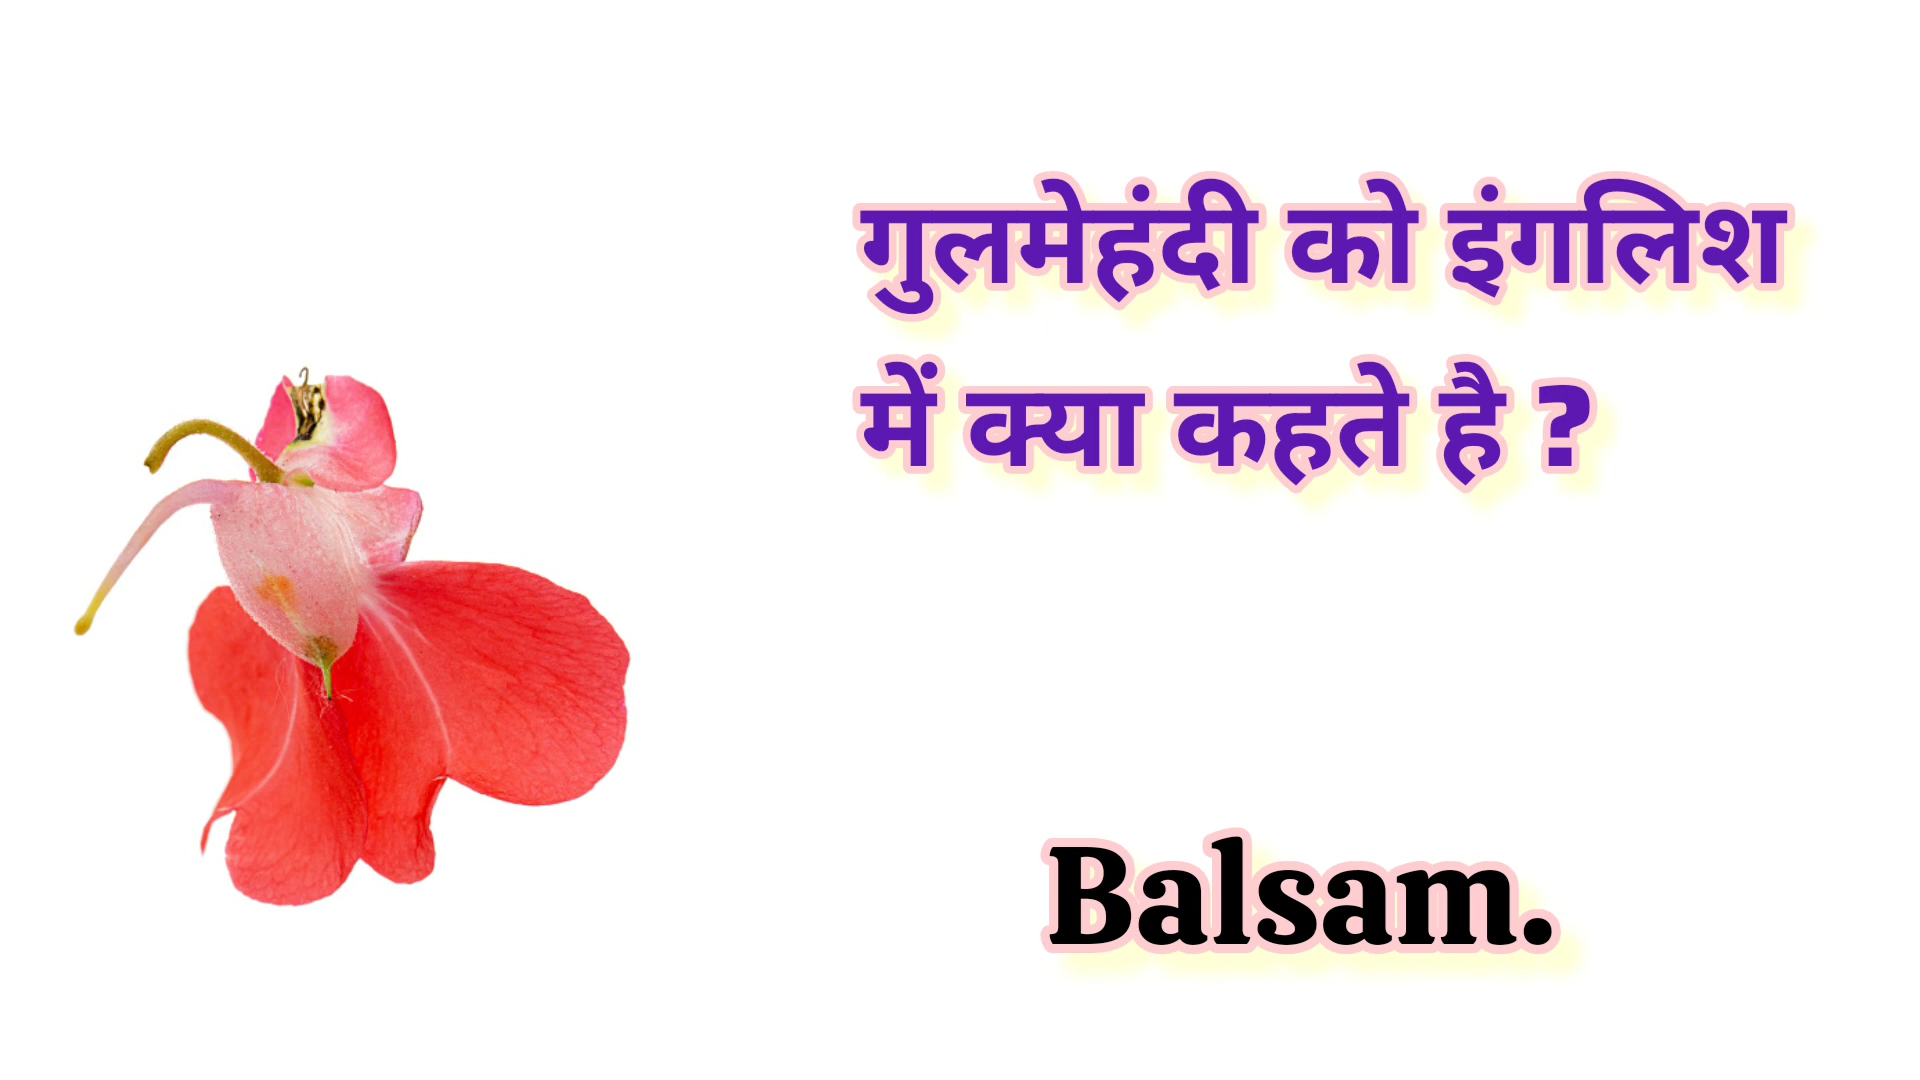 गुलमेहंदी को इंगलिश
में क्या कहते है ?
Balsam.